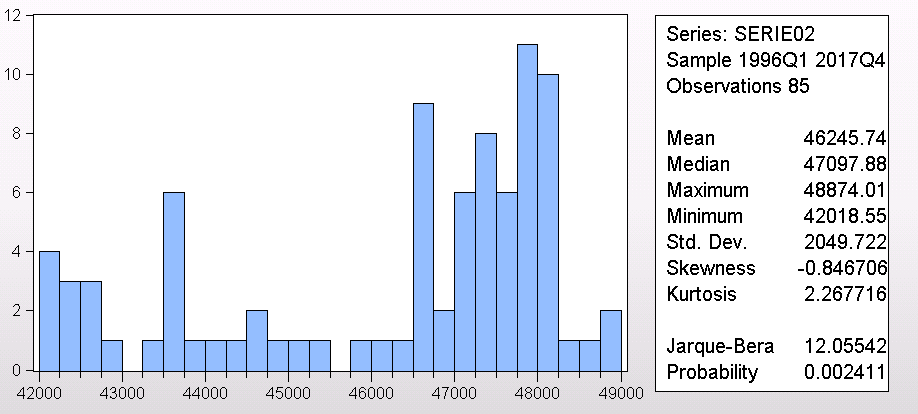 12
10
8
6
4
2
0
42000 43000 44000 45000 46000 47000 48000 49000
Series: SERIE02
Sample 1996Q1 2017Q4
Observations 85
Mean 46245.74
Median 47097.88
Maximum 48874.01
Minimum 42018.55
Std. Dev. 2049.722
Skewness -0.846706
Kurtosis 2.267716
Jarque-Bera 12.05542
Probability 0.002411